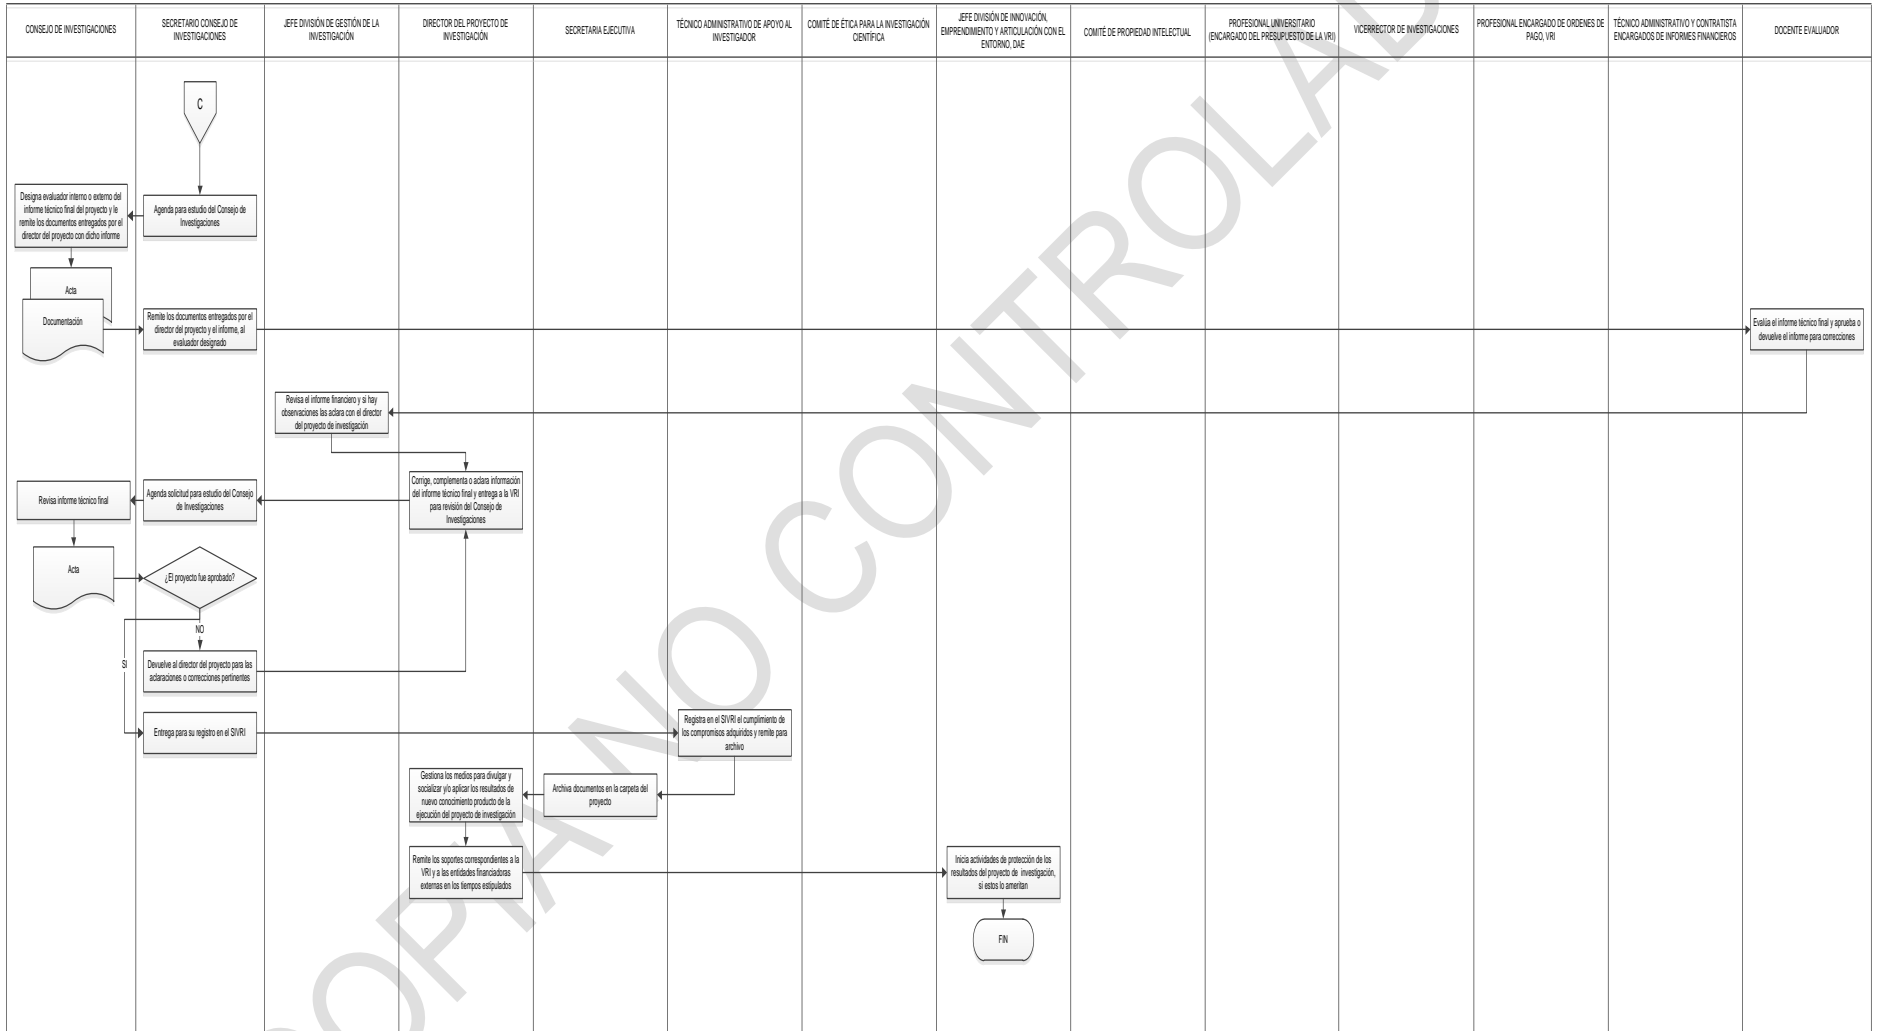 CONSEJO DE INVESTIGACIONES
SECRETARIO CONSEJO DE
INVESTIGACIONES
JEFE DIVISIÓN DE GESTIÓN DE LA
INVESTIGACIÓN
DIRECTOR DEL PROYECTO DE
INVESTIGACIÓN
SECRETARIA EJECUTIVA
TÉCNICO ADMINISTRATIVO DE APOYO AL
INVESTIGADOR
COMITÉ DE ÉTICA PARA LA INVESTIGACIÓN
CIENTÍFICA
JEFE DIVISIÓN DE INNOVACIÓN,
EMPRENDIMIENTO Y ARTICULACIÓN CON EL
ENTORNO, DAE
COMITÉ DE PROPIEDAD INTELECTUAL
PROFESIONAL UNIVERSITARIO
(ENCARGADO DEL PRESUPUESTO DE LA VRI)
VICERRECTOR DE INVESTIGACIONES
PROFESIONAL ENCARGADO DE ORDENES DE
PAGO, VRI
TÉCNICO ADMINISTRATIVO Y CONTRATISTA
ENCARGADOS DE INFORMES FINANCIEROS
DOCENTE EVALUADOR
C
Designa evaluador interno o externo del
informe técnico final del proyecto y le
remite los documentos entregados por el
director del proyecto con dicho informe
Agenda para estudio del Consejo de
Investigaciones
Acta
Documentación
Remite los documentos entregados por el
director del proyecto y el informe, al
evaluador designado
Evalúa el informe técnico final y aprueba o
devuelve el informe para correcciones
Revisa el informe financiero y si hay
observaciones las aclara con el director
del proyecto de investigación
Corrige, complementa o aclara información
del informe técnico final y entrega a la VRI
para revisión del Consejo de
Investigaciones
Agenda solicitud para estudio del Consejo
de Investigaciones
Revisa informe técnico final
Acta
¿El proyecto fue aprobado?
NO
SI
Devuelve al director del proyecto para las
aclaraciones o correcciones pertinentes
Entrega para su registro en el SIVRI
Registra en el SIVRI el cumplimiento de
los compromisos adquiridos y remite para
archivo
Archiva documentos en la carpeta del
proyecto
Gestiona los medios para divulgar y
socializar y/o aplicar los resultados de
nuevo conocimiento producto de la
ejecución del proyecto de investigación
Remite los soportes correspondientes a la
VRI y a las entidades financiadoras
externas en los tiempos estipulados
Inicia actividades de protección de los
resultados del proyecto de investigación,
si estos lo ameritan
FIN
OPIA NO CONTROLAD